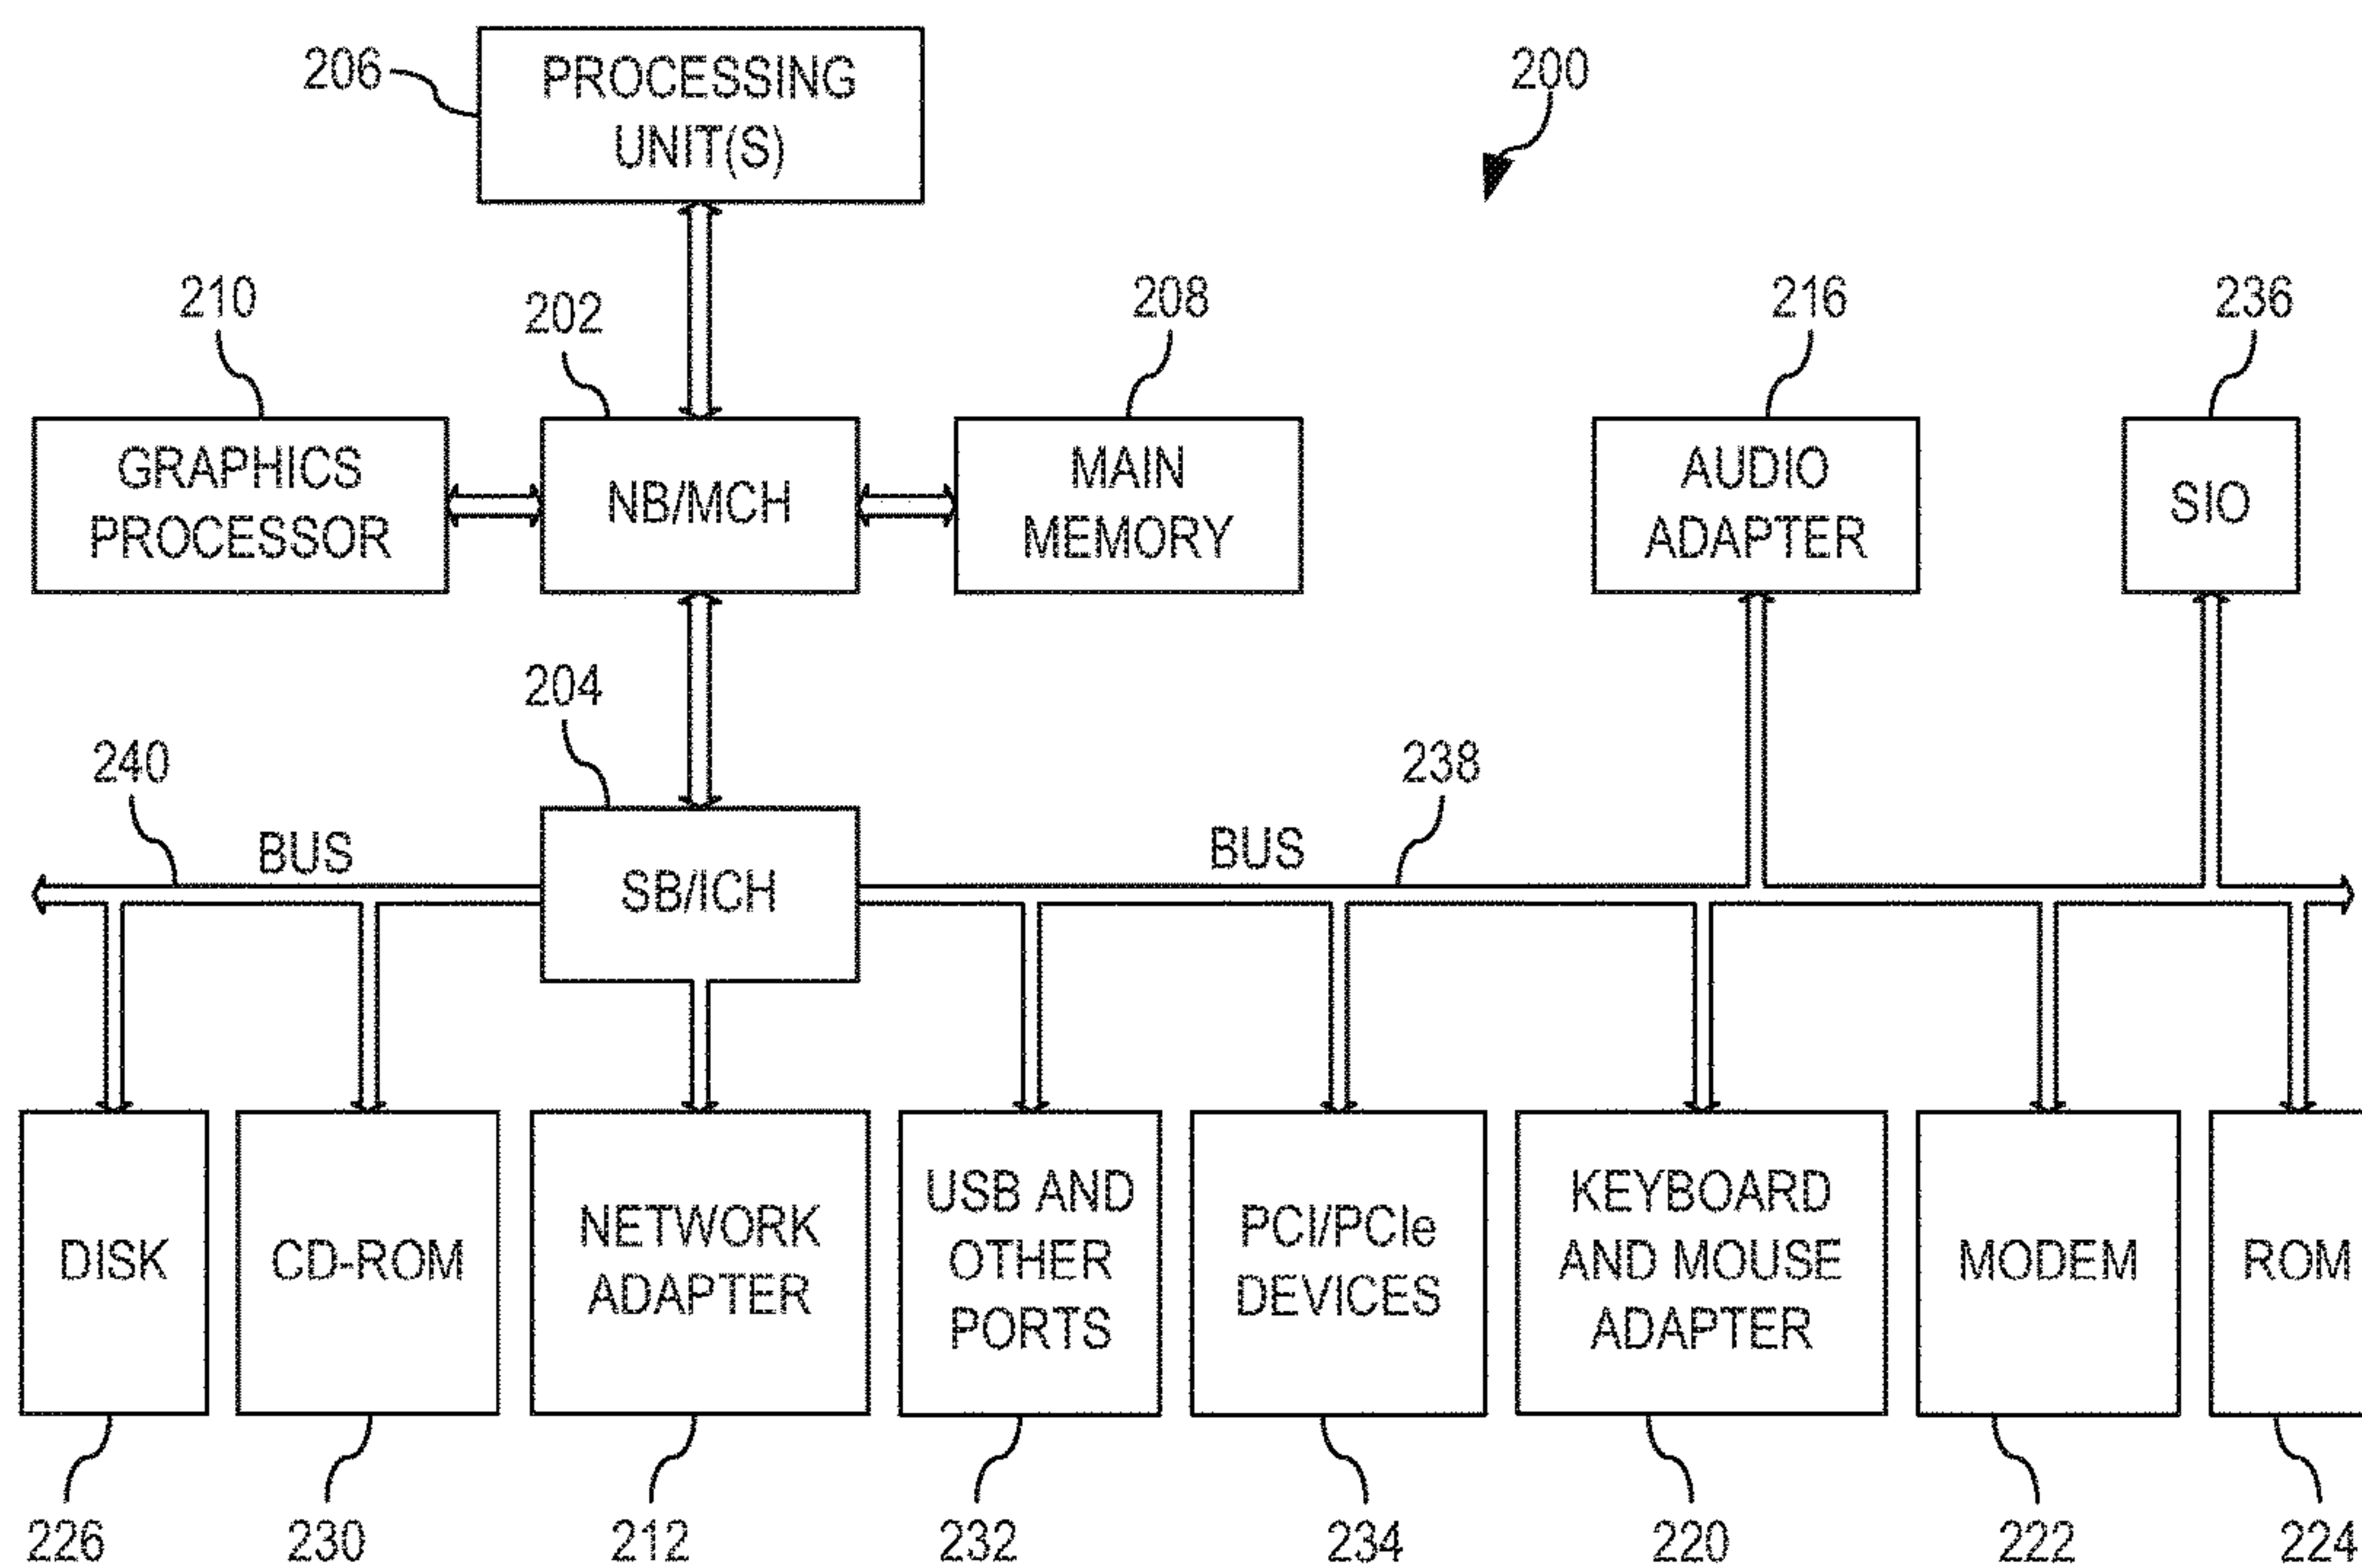 206
PROCESSING
UNIT(S)
200
210
202
208
216
236
GRAPHICS
PROCESSOR
NB/MCH
MAIN
MEMORY
AUDIO
ADAPTER
SIO
204
240
238
BUS
BUS
SB/ICH
DISK
CD-ROM
NETWORK
ADAPTER
USB AND
OTHER
PORTS
PCI/PCIe
DEVICES
KEYBOARD
AND MOUSE
ADAPTER
MODEM
ROM
226
230
212
232
234
220
222
224